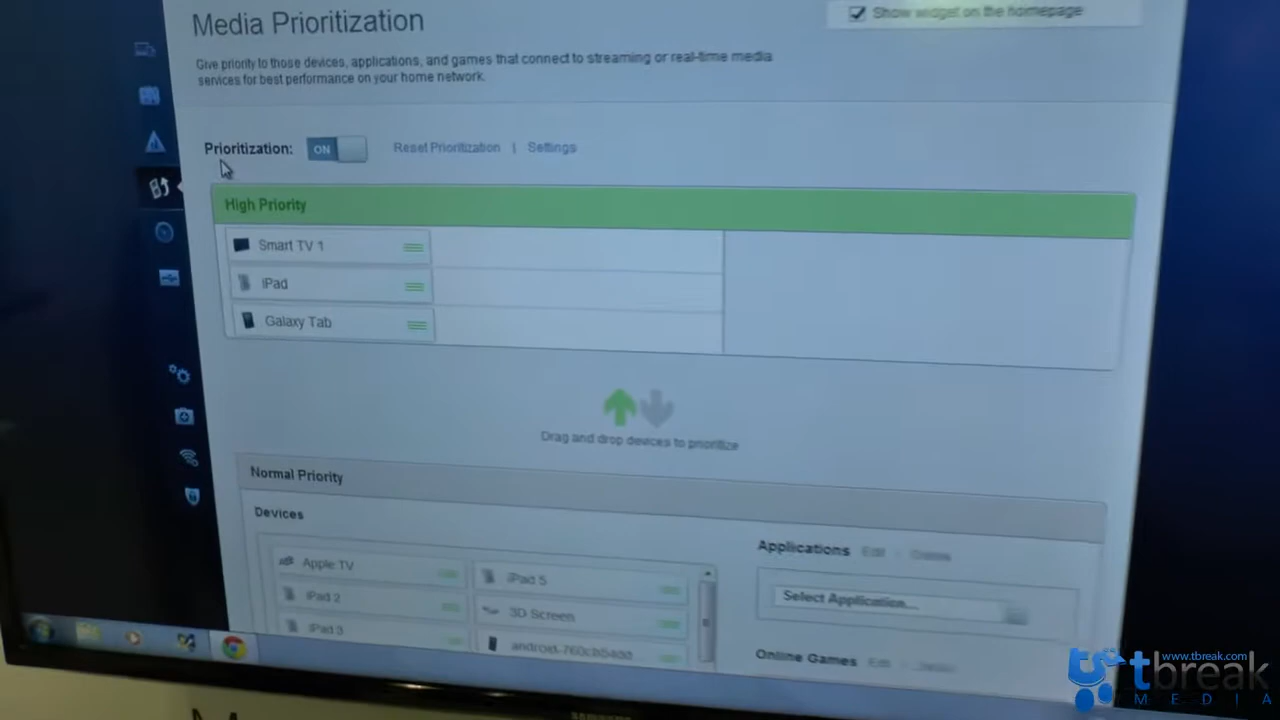 Media Prioritization
Show widget on the homepage
Give priority to those devices, applications, and games that connect to streaming or real-time media
services for best performance on your home network.
Prioritization: ON Reset Prioritization | Settings
High Priority
Smart TV 1
iPad
Galaxy Tab
Drag and drop devices to prioritize
Normal Priority
Devices
Applications Edit
Apple TV
iPad 5
Select Application...
iPad 2
3D Screen
iPad 3
Online Games Edit
www.tbreak.com
tbreak
MEDIA